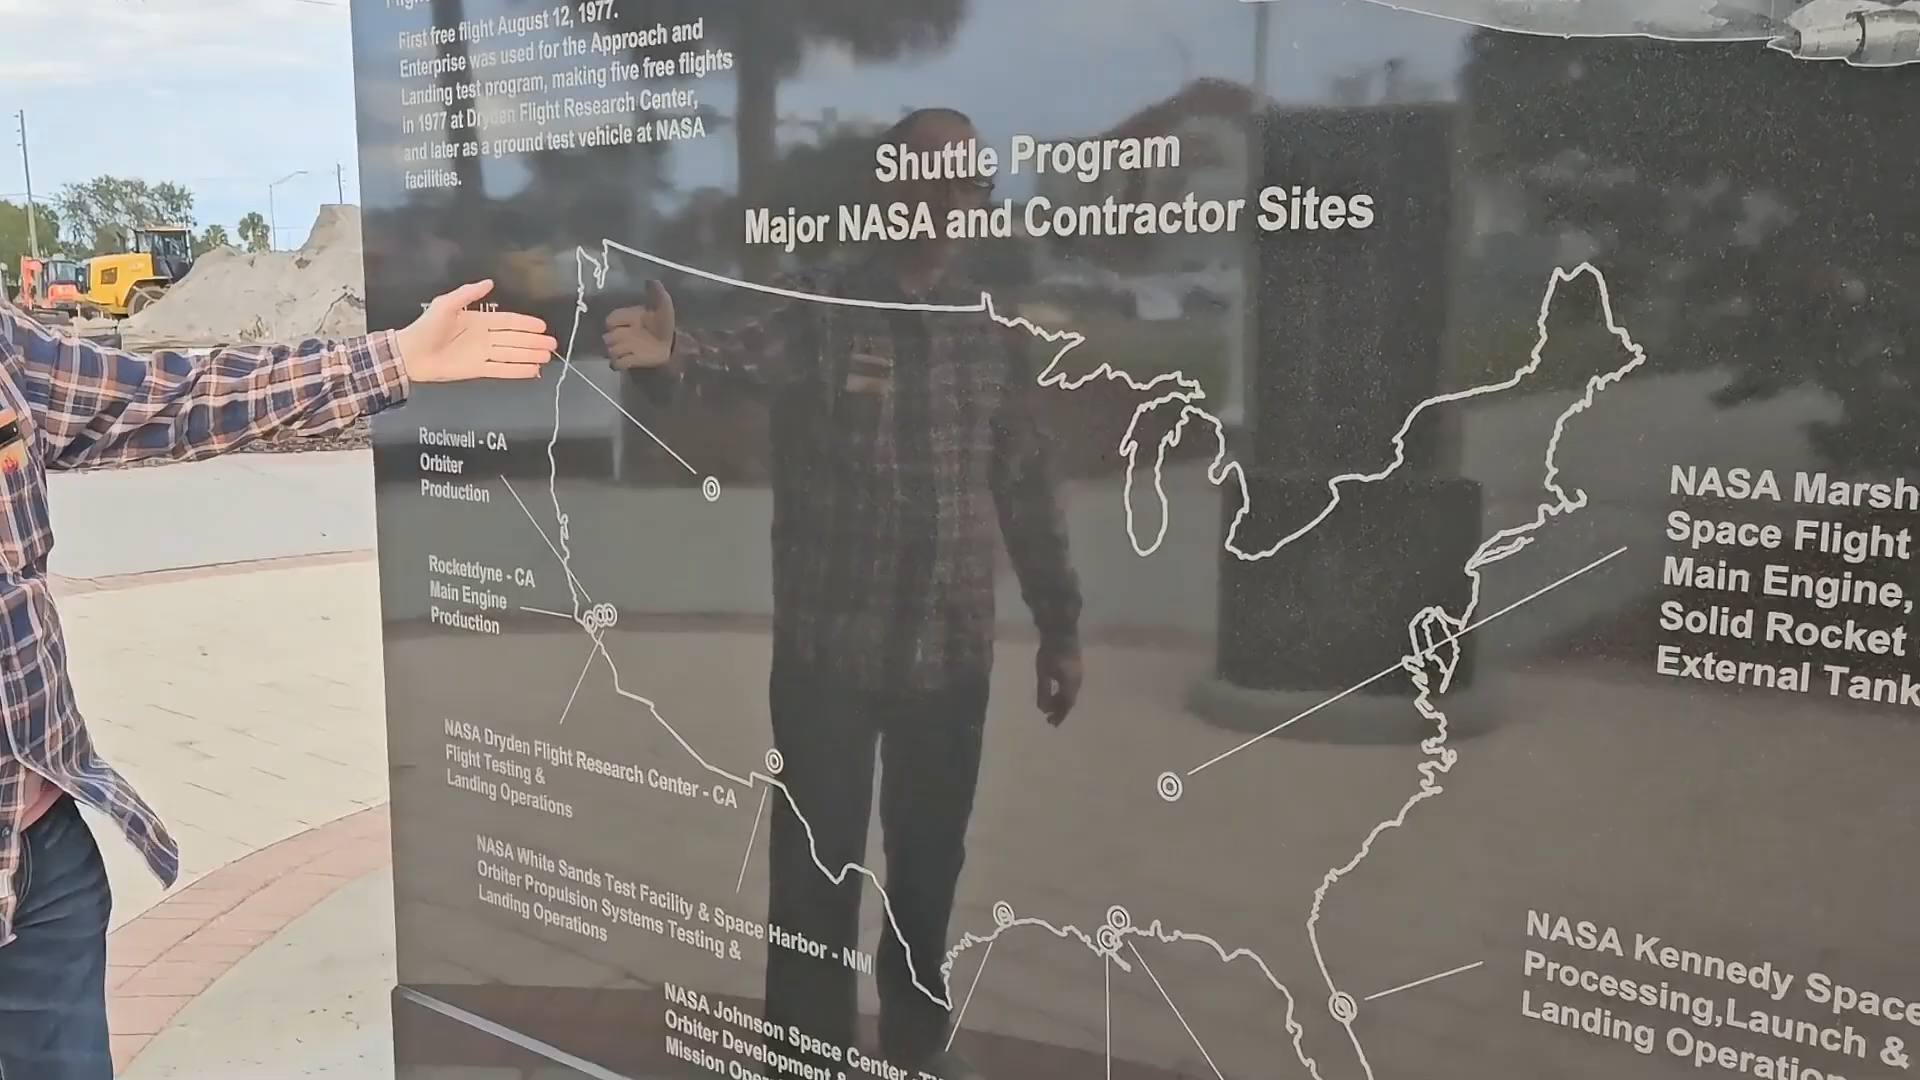 First free flight August 12, 1977.
Enterprise was used for the Approach and
Landing test program, making five free flights
in 1977 at Dryden Flight Research Center,
and later as a ground test vehicle at NASA
facilities.
Shuttle Program
Major NASA and Contractor Sites
UT
Rockwell - CA
Orbiter
Production
Rocketdyne - CA
Main Engine
Production
NASA Dryden Flight Research Center - CA
Flight Testing &
Landing Operations
NASA White Sands Test Facility & Space Harbor - NM
Orbiter Propulsion Systems Testing &
Landing Operations
NASA Johnson Space Center
Orbiter Development &
Mission
NASA Marsh
Space Flight
Main Engine,
Solid Rocket
External Tank
NASA Kennedy Space
Processing,Launch &
Landing